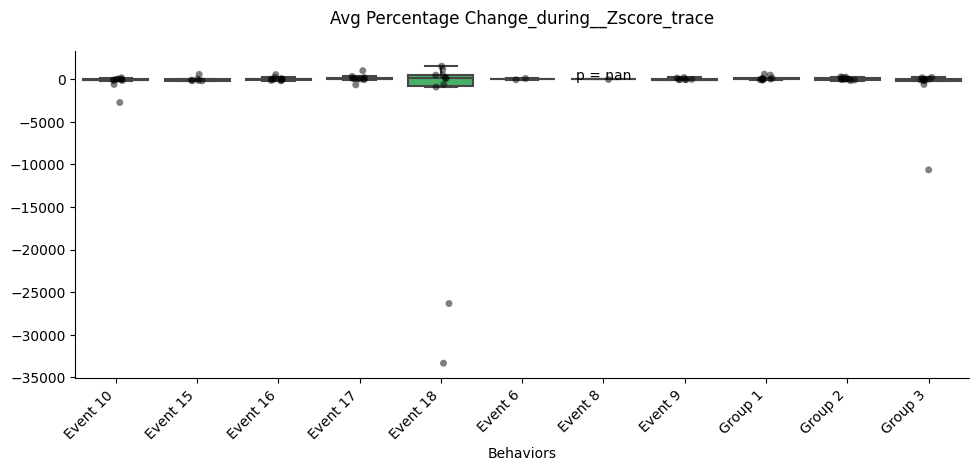 Avg Percentage Change_during__Zscore_trace
0
−5000
−10000
−15000
−20000
−25000
−30000
−35000
p = nan
Event 10
Event 15
Event 16
Event 17
Event 18
Event 6
Event 8
Event 9
Group 1
Group 2
Group 3
Behaviors